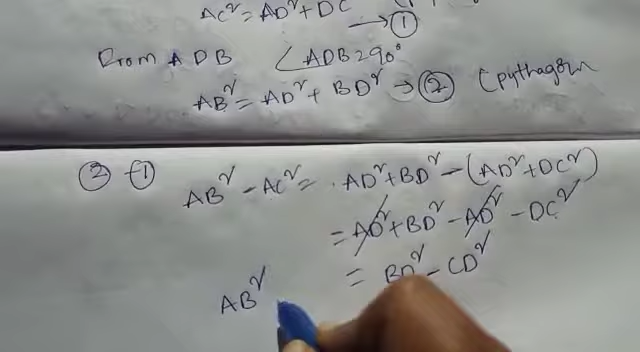 AC² = AD² + DC² → ①
From ADB ∠ADB = 90°
AB² = AD² + BD² → ② (pythagorn
② - ① AB² - AC² = AD² + BD² - (AD² + DC²)
= AD² + BD² - AD² - DC²
= BD² - CD²
AB²